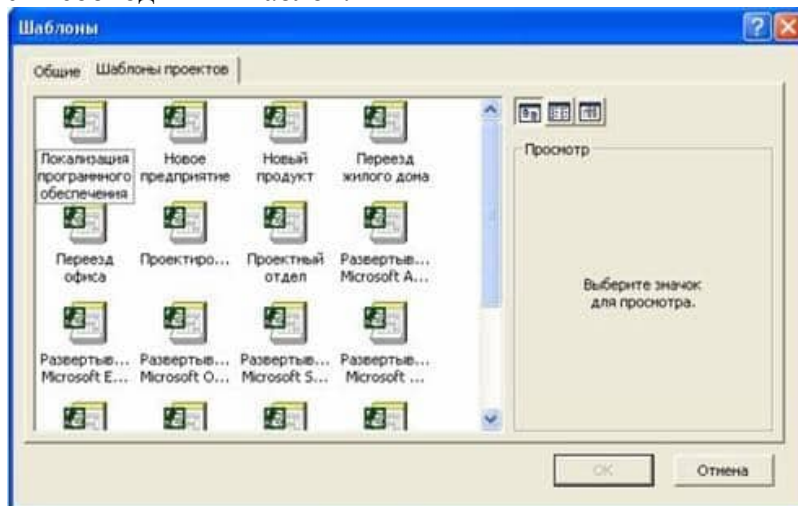 Шаблоны
Общие
Шаблоны проектов
Локализация программного обеспечения
Новое предприятие
Новый продукт
Переезд жилого дома
Переезд офиса
Проектиро...
Проектный отдел
Развертыв... Microsoft A...
Развертыв... Microsoft E...
Развертыв... Microsoft O...
Развертыв... Microsoft S...
Развертыв... Microsoft ...
Просмотр
Выберите значок
для просмотра.
ОК
Отмена